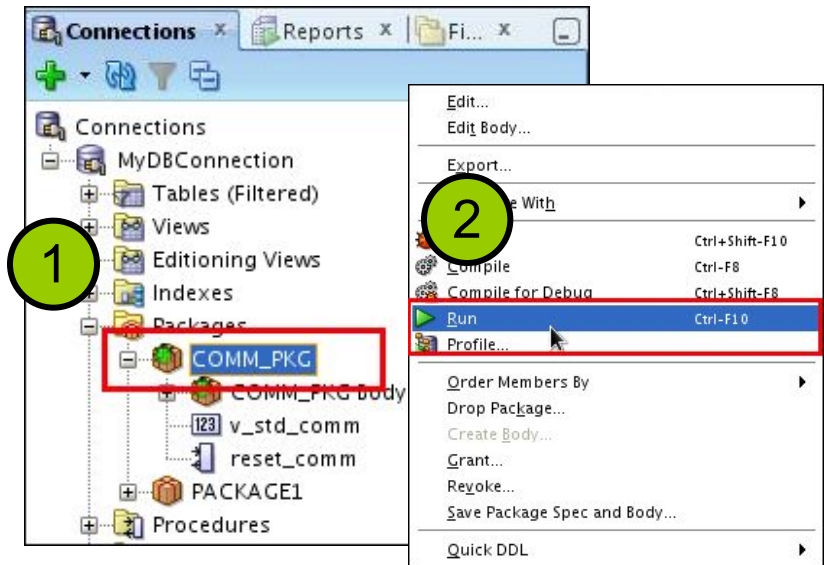 Connections
Reports
Fi...
Connections
MyDBConnection
Tables (Filtered)
Views
1
Editioning Views
Indexes
Packages
COMM_PKG
COMM_PKG Body
v_std_comm
reset_comm
PACKAGE1
Procedures
Edit...
Edit Body...
Export...
With
2
Ctrl+Shift-F10
Compile Ctrl-F8
Compile for Debug Ctrl+Shift-F8
Run Ctrl-F10
Profile...
Order Members By
Drop Package...
Create Body...
Grant...
Revoke...
Save Package Spec and Body...
Quick DDL